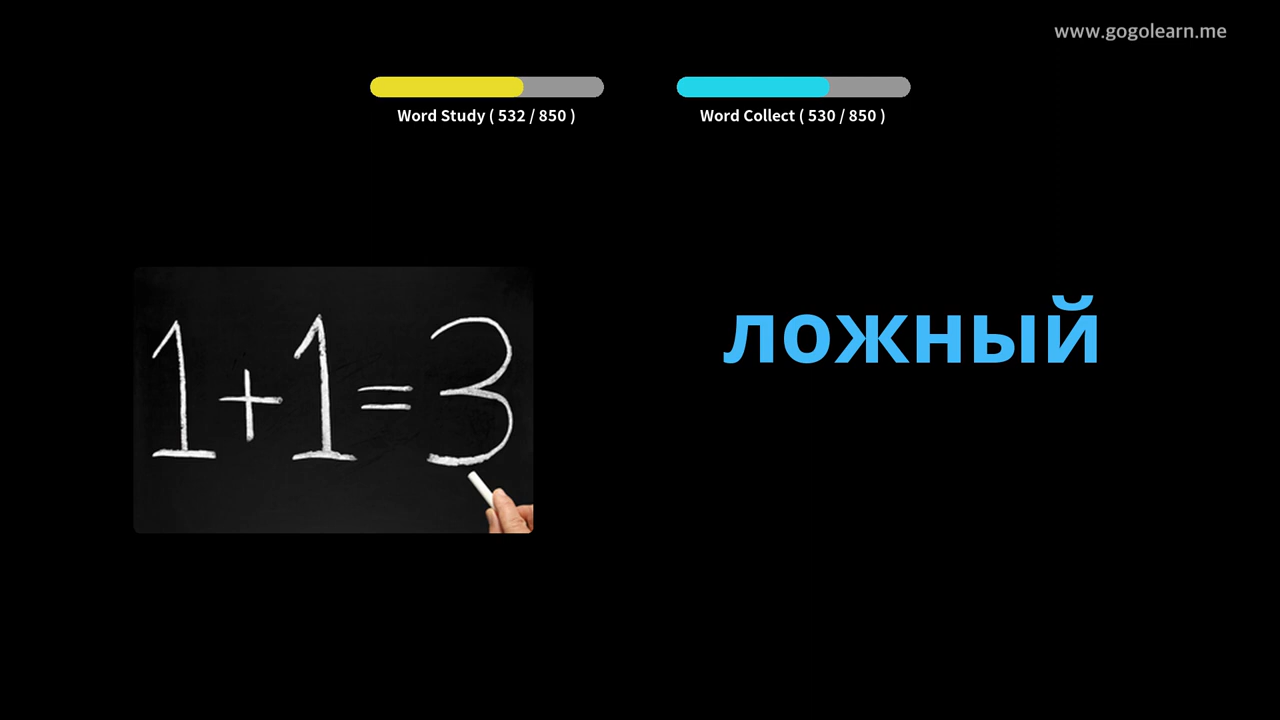 www.gogolearn.me
Word Study ( 532 / 850 )
Word Collect ( 530 / 850 )
ложный
1+1=3